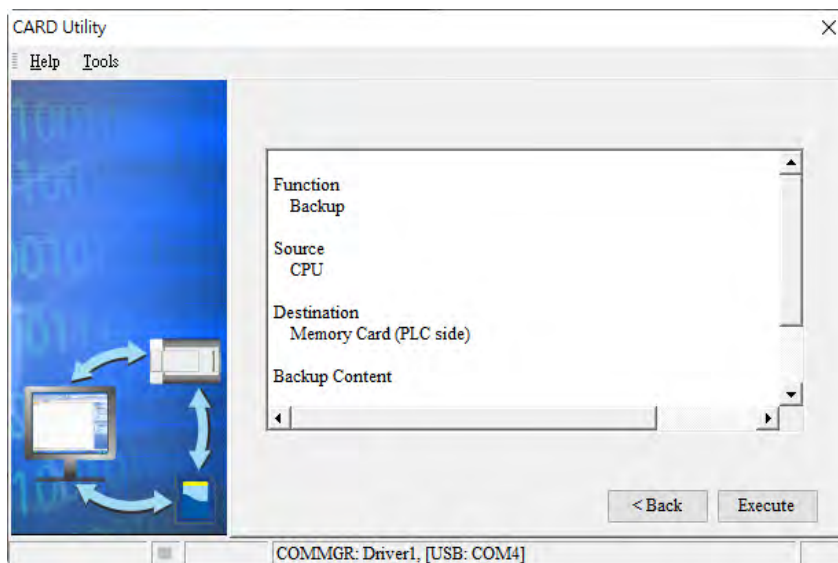 CARD Utility
Help Tools
Function
Backup
Source
CPU
Destination
Memory Card (PLC side)
Backup Content
< Back Execute
COMMGR: Driver1, [USB: COM4]